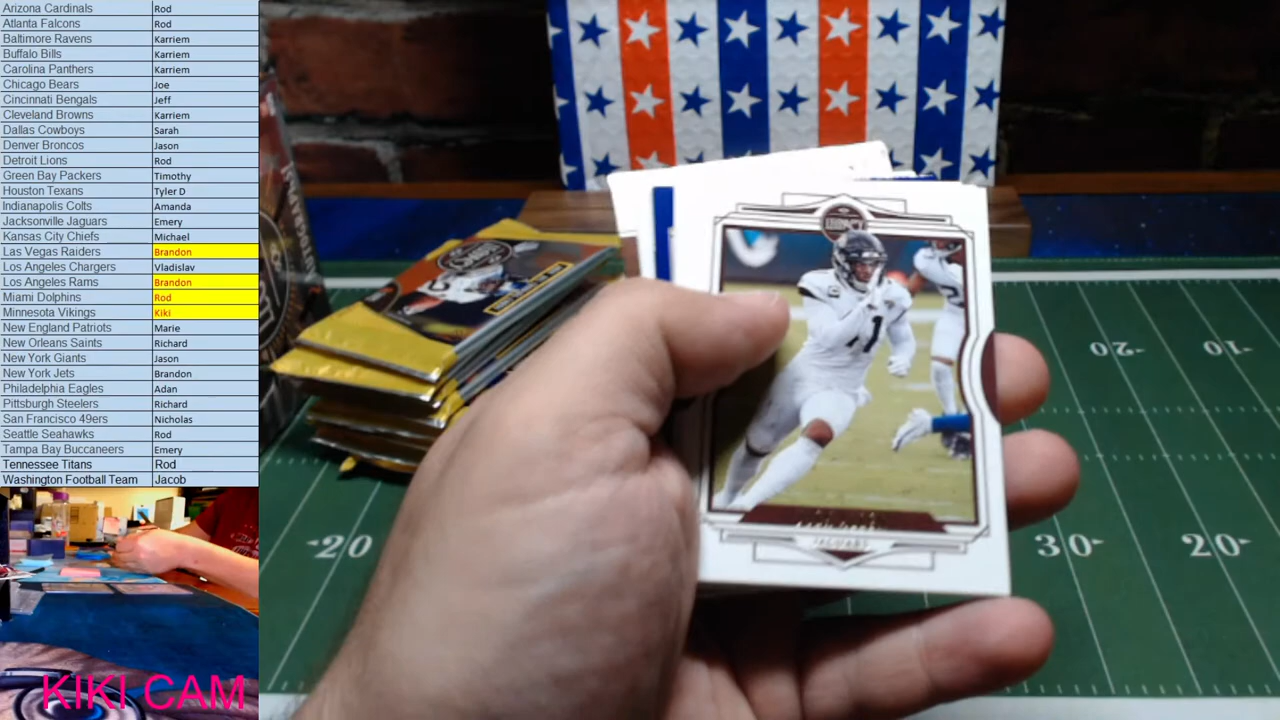 Arizona Cardinals Rod
Atlanta Falcons Rod
Baltimore Ravens Karriem
Buffalo Bills Karriem
Carolina Panthers Karriem
Chicago Bears Joe
Cincinnati Bengals Jeff
Cleveland Browns Karriem
Dallas Cowboys Sarah
Denver Broncos Jason
Detroit Lions Rod
Green Bay Packers Timothy
Houston Texans Tyler D
Indianapolis Colts Amanda
Jacksonville Jaguars Emery
Kansas City Chiefs Michael
Las Vegas Raiders Brandon
Los Angeles Chargers Vladislav
Los Angeles Rams Brandon
Miami Dolphins Rod
Minnesota Vikings Kiki
New England Patriots Marie
New Orleans Saints Richard
New York Giants Jason
New York Jets Brandon
Philadelphia Eagles Adan
Pittsburgh Steelers Richard
San Francisco 49ers Nicholas
Seattle Seahawks Rod
Tampa Bay Buccaneers Emery
Tennessee Titans Rod
Washington Football Team Jacob
KIKI CAM
LEGACY
11
JAGUARS
-20
30-
20-
-20
10-